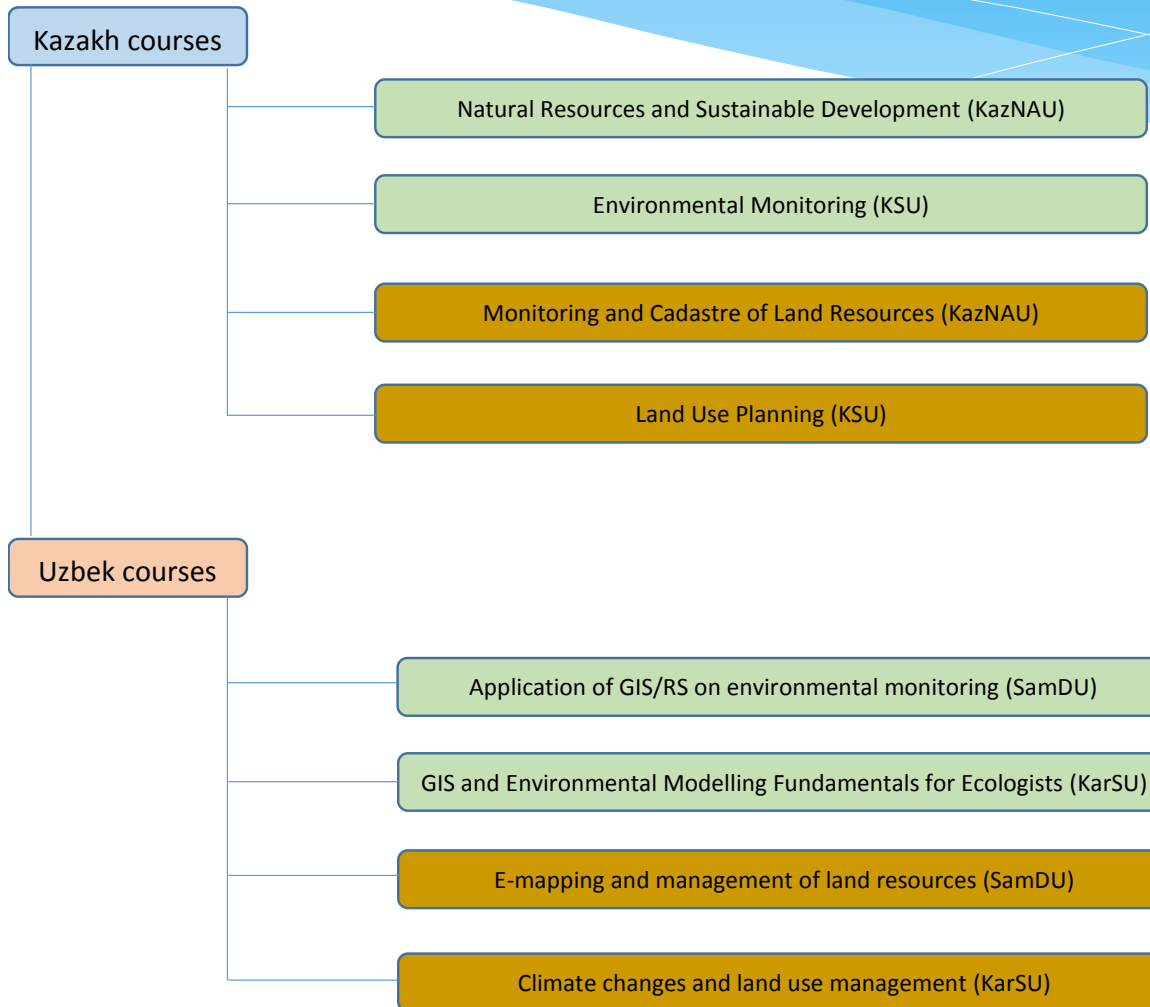 Kazakh courses
Natural Resources and Sustainable Development (KazNAU)
Environmental Monitoring (KSU)
Monitoring and Cadastre of Land Resources (KazNAU)
Land Use Planning (KSU)
Uzbek courses
Application of GIS/RS on environmental monitoring (SamDU)
GIS and Environmental Modelling Fundamentals for Ecologists (KarSU)
E-mapping and management of land resources (SamDU)
Climate changes and land use management (KarSU)